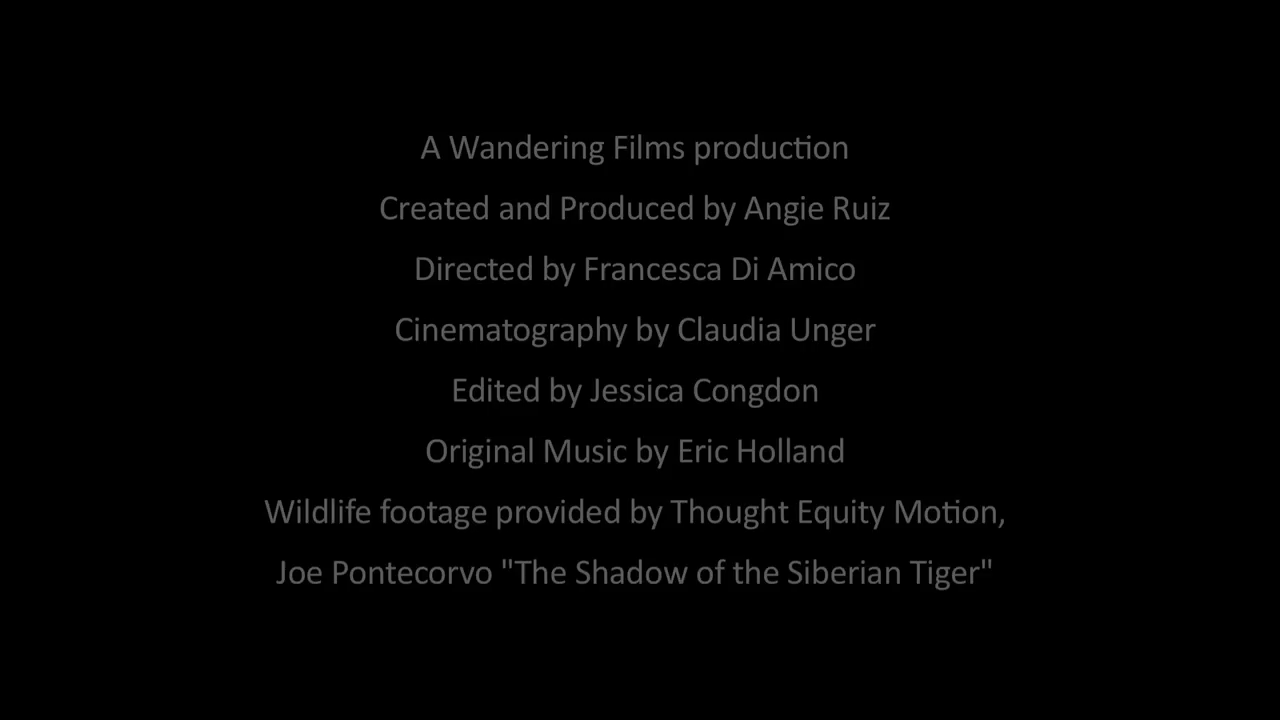 A Wandering Films production
Created and Produced by Angie Ruiz
Directed by Francesca Di Amico
Cinematography by Claudia Unger
Edited by Jessica Congdon
Original Music by Eric Holland
Wildlife footage provided by Thought Equity Motion,
Joe Pontecorvo "The Shadow of the Siberian Tiger"